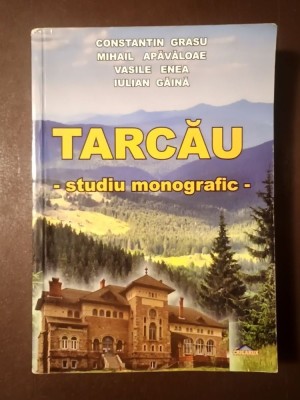 CONSTANTIN GRASU
MIHAIL APĂVĂLOAE
VASILE ENEA
IULIAN GĂINĂ
TARCĂU
- studiu monografic -